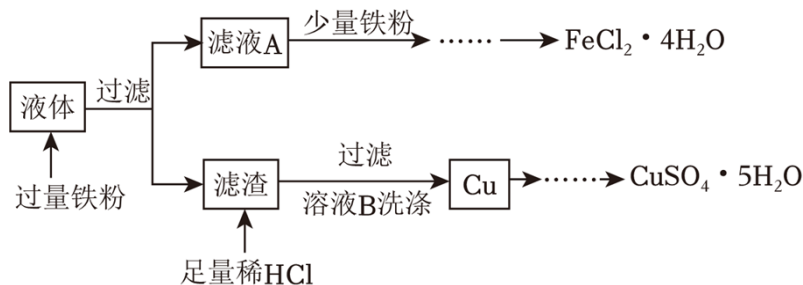 滤液A
少量铁粉
……
FeCl₂·4H₂O
液体
过滤
过量铁粉
滤渣
过滤
溶液B洗涤
Cu
……
CuSO₄·5H₂O
足量稀HCl